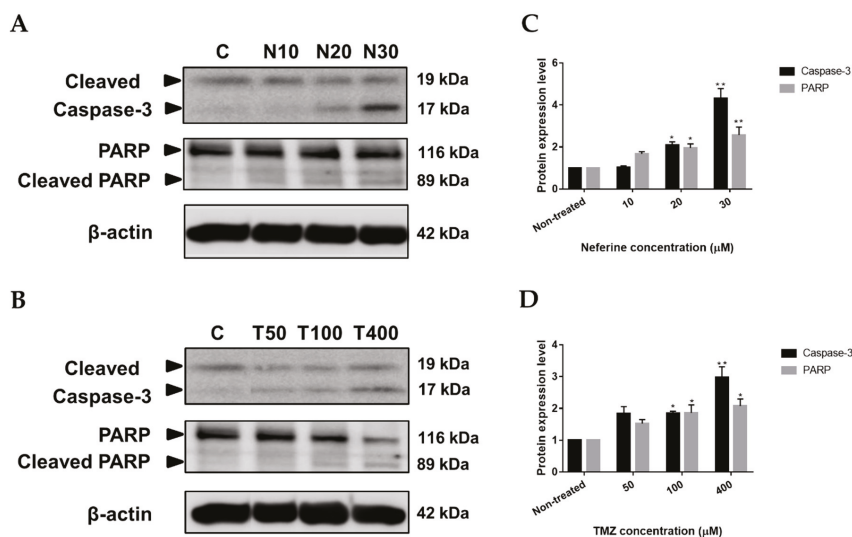 A
C N10 N20 N30
Cleaved
19 kDa
Caspase-3
17 kDa
PARP
116 kDa
Cleaved PARP
89 kDa
β-actin
42 kDa
B
C T50 T100 T400
Cleaved
19 kDa
Caspase-3
17 kDa
PARP
116 kDa
Cleaved PARP
89 kDa
β-actin
42 kDa
C
Protein expression level
6
4
2
0
* * ** **
Non-treated 10 20 30
Neferine concentration (μM)
Caspase-3
PARP
D
Protein expression level
4
3
2
1
0
* * ** *
Non-treated 50 100 400
TMZ concentration (μM)
Caspase-3
PARP